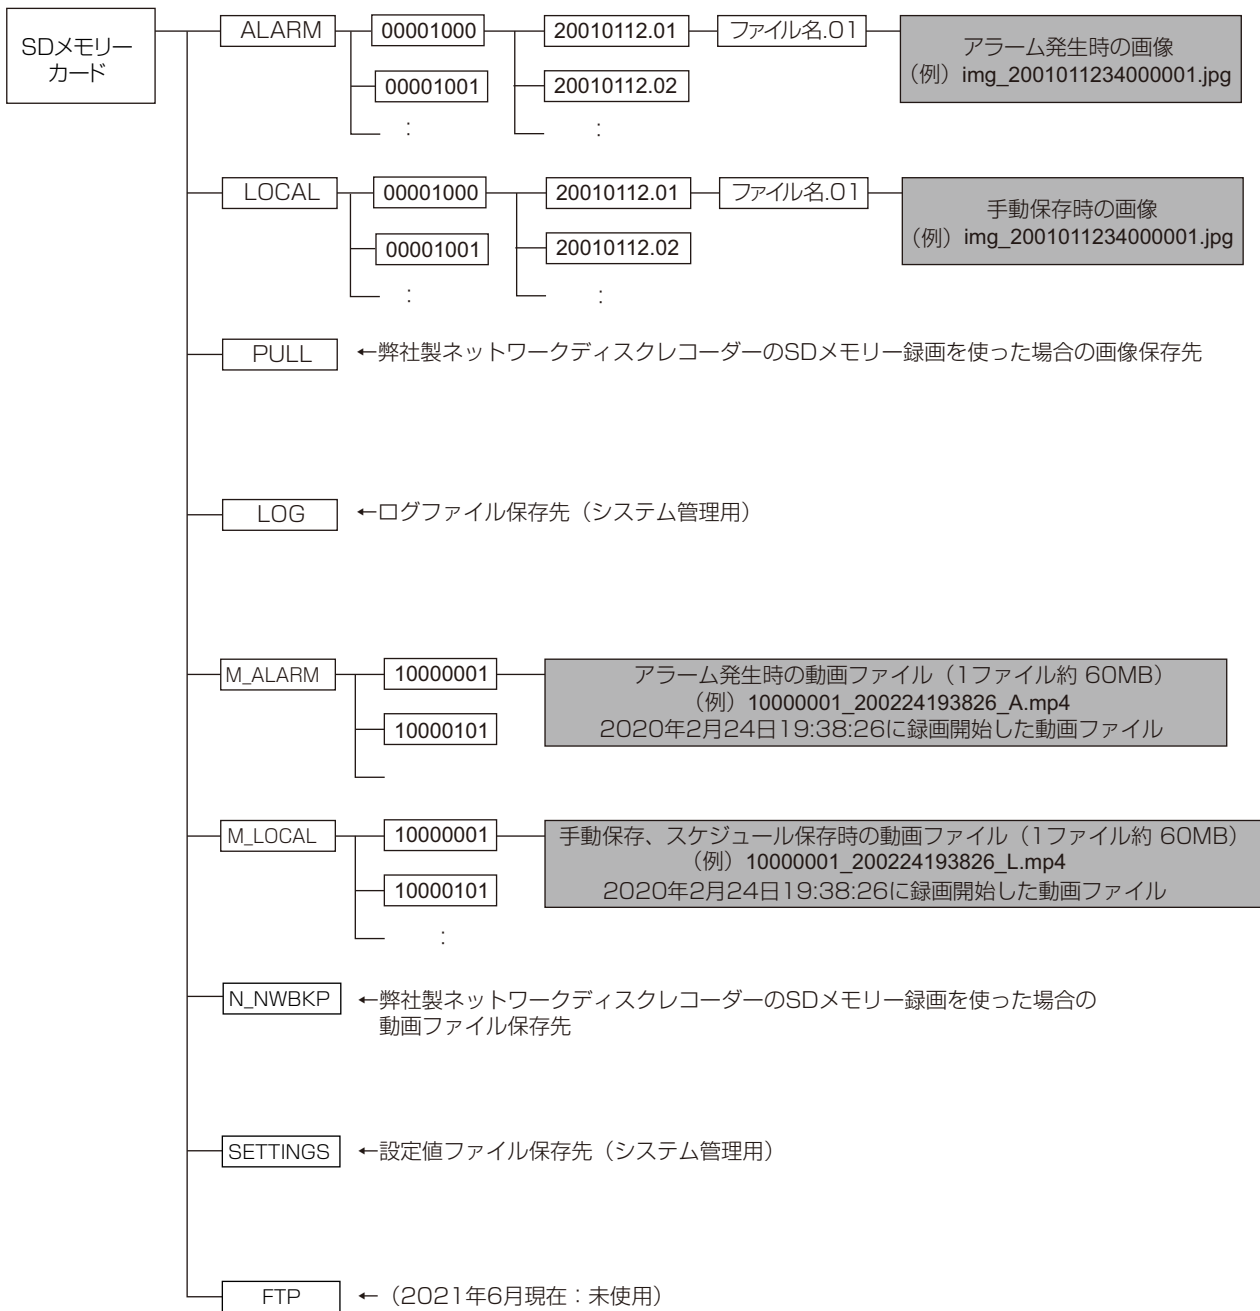 SDメモリー
カード
ALARM
00001000
20010112.01
ファイル名.01
アラーム発生時の画像
（例）img_2001011234000001.jpg
00001001
20010112.02
：
：
LOCAL
00001000
20010112.01
ファイル名.01
手動保存時の画像
（例）img_2001011234000001.jpg
00001001
20010112.02
：
：
PULL
←弊社製ネットワークディスクレコーダーのSDメモリー録画を使った場合の画像保存先
LOG
←ログファイル保存先（システム管理用）
M_ALARM
10000001
アラーム発生時の動画ファイル（1ファイル約 60MB）
（例）10000001_200224193826_A.mp4
2020年2月24日19:38:26に録画開始した動画ファイル
10000101
M_LOCAL
10000001
手動保存、スケジュール保存時の動画ファイル（1ファイル約 60MB）
（例）10000001_200224193826_L.mp4
2020年2月24日19:38:26に録画開始した動画ファイル
10000101
：
N_NWBKP
←弊社製ネットワークディスクレコーダーのSDメモリー録画を使った場合の
動画ファイル保存先
SETTINGS
←設定値ファイル保存先（システム管理用）
FTP
←（2021年6月現在：未使用）